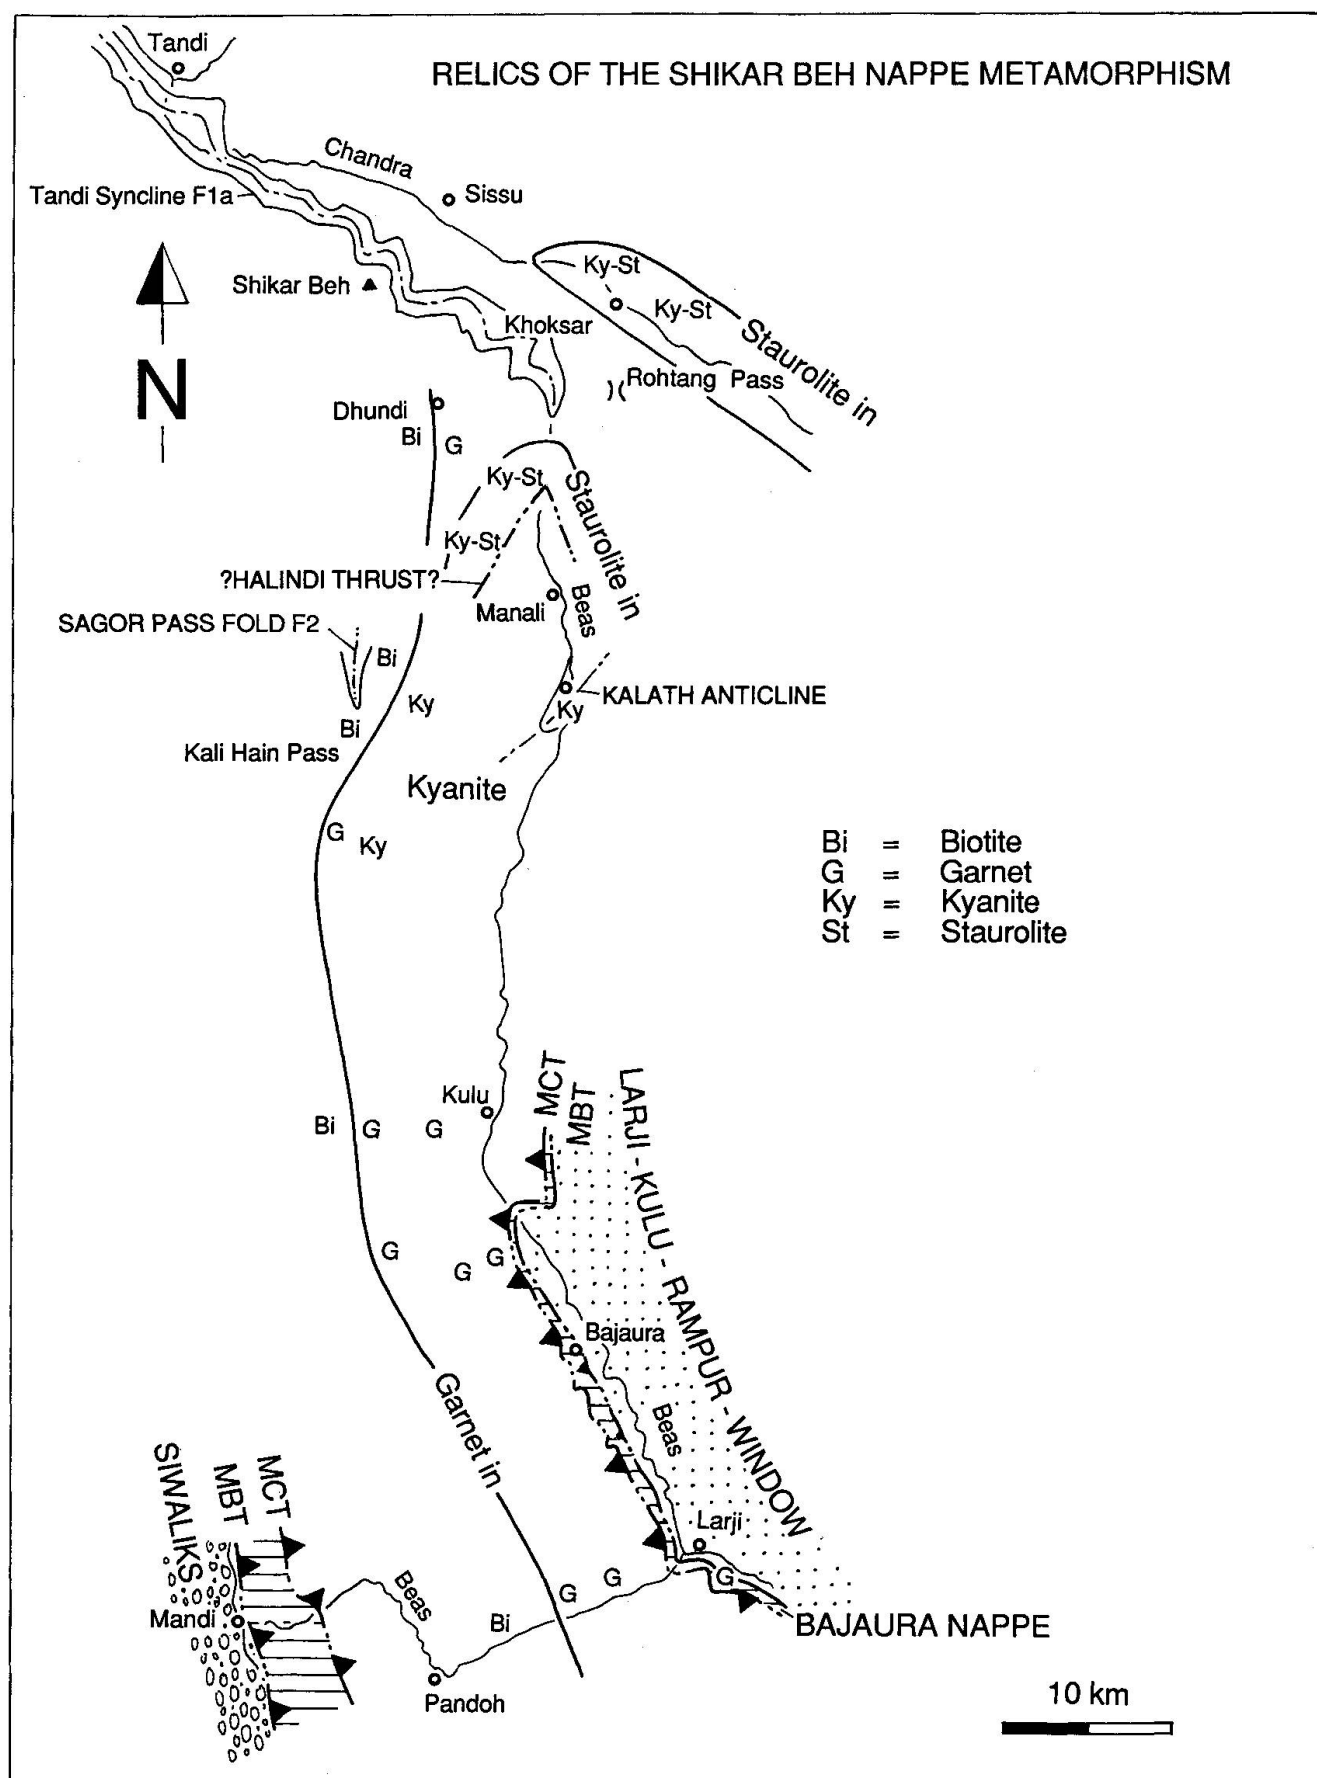 Tandi
RELICS OF THE SHIKAR BEH NAPPE METAMORPHISM
Chandra
Tandi Syncline F1a
Sissu
Ky-St
Shikar Beh
Ky-St
Khoksar
Staurolite in
N
Rohtang Pass
Dhundi
Bi
G
Ky-St
Staurolite in
Ky-St
?HALINDI THRUST?
Manali
Beas
SAGOR PASS FOLD F2
Bi
Ky
KALATH ANTICLINE
Ky
Bi
Kali Hain Pass
Kyanite
G
Ky
Bi = Biotite
G = Garnet
Ky = Kyanite
St = Staurolite
Kulu
MCT
MBT
LARJI - KULU - RAMPUR - WINDOW
Bi
G
G
G
G
G
Bajaura
Garnet in
Beas
SIWALIKS
MBT
MCT
Larji
G
G
G
Beas
Mandi
Bi
BAJAURA NAPPE
Pandoh
10 km